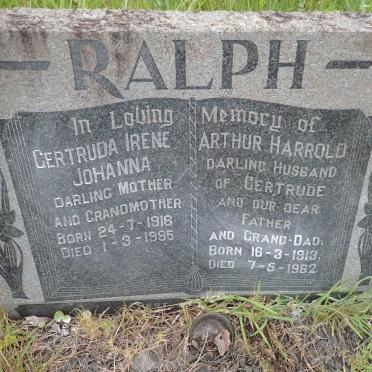 RALPH
In Loving Memory of
GERTRUDA IRENE
JOHANNA
DARLING MOTHER
AND GRANDMOTHER
BORN 24-7-1916
DIED 1-3-1995
ARTHUR HARROLD
DARLING HUSBAND
OF GERTRUDE
AND OUR DEAR
FATHER
AND GRAND-DAD.
BORN 16-3-1913.
DIED 7-5-1962